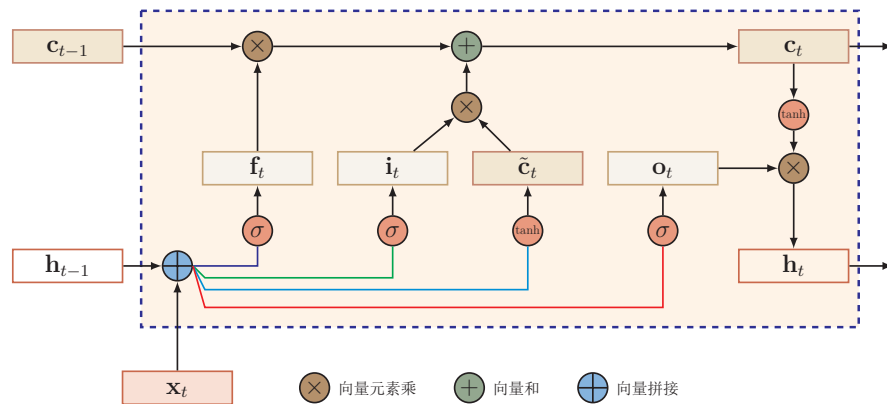 c_{t−1} × + c_t
tanh
×
f_t i_t c̃_t o_t ×
σ σ tanh σ
h_{t−1} + h_t
x_t × 向量元素乘 + 向量和 + 向量拼接